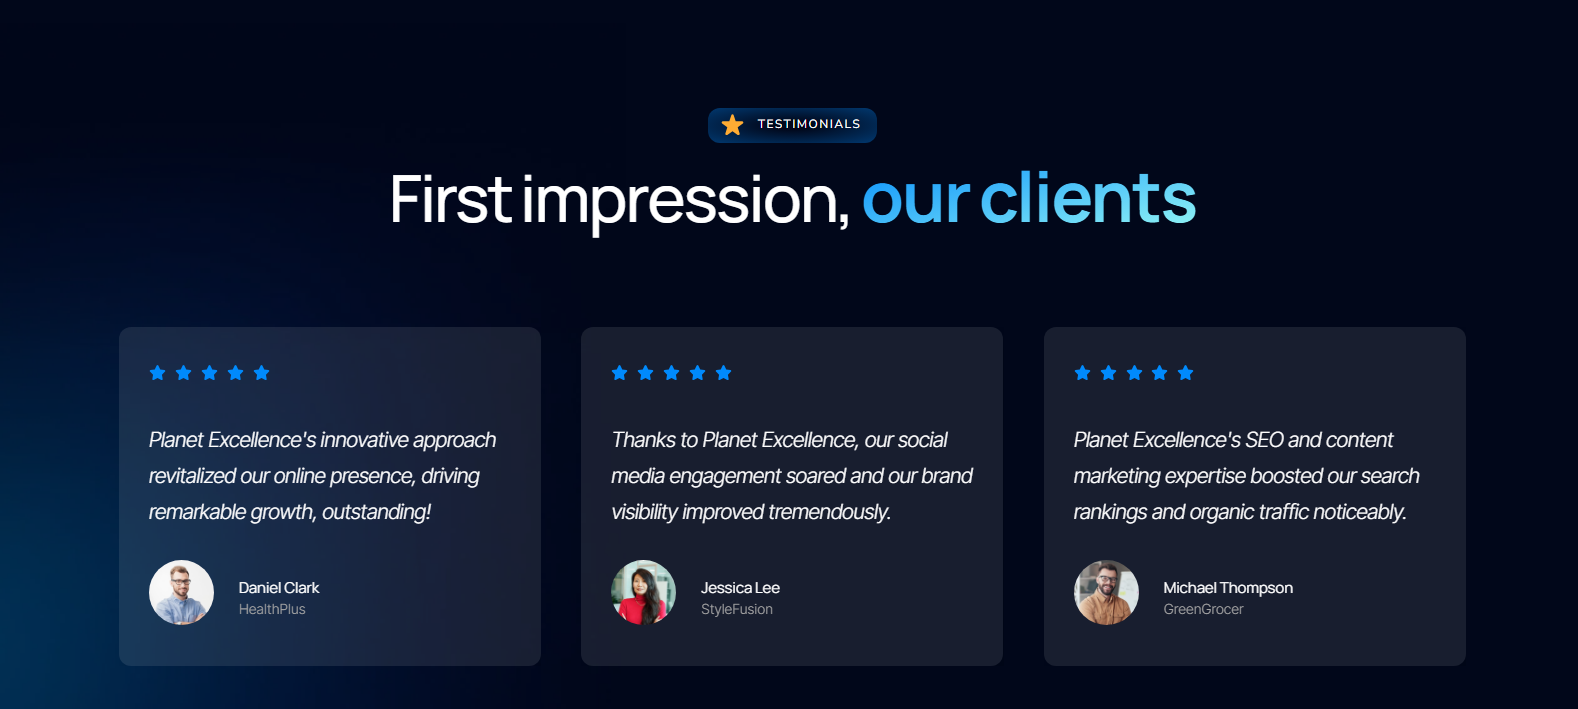 TESTIMONIALS
First impression, our clients
Planet Excellence's innovative approach
revitalized our online presence, driving
remarkable growth, outstanding!
Daniel Clark
HealthPlus
Thanks to Planet Excellence, our social
media engagement soared and our brand
visibility improved tremendously.
Jessica Lee
StyleFusion
Planet Excellence's SEO and content
marketing expertise boosted our search
rankings and organic traffic noticeably.
Michael Thompson
GreenGrocer